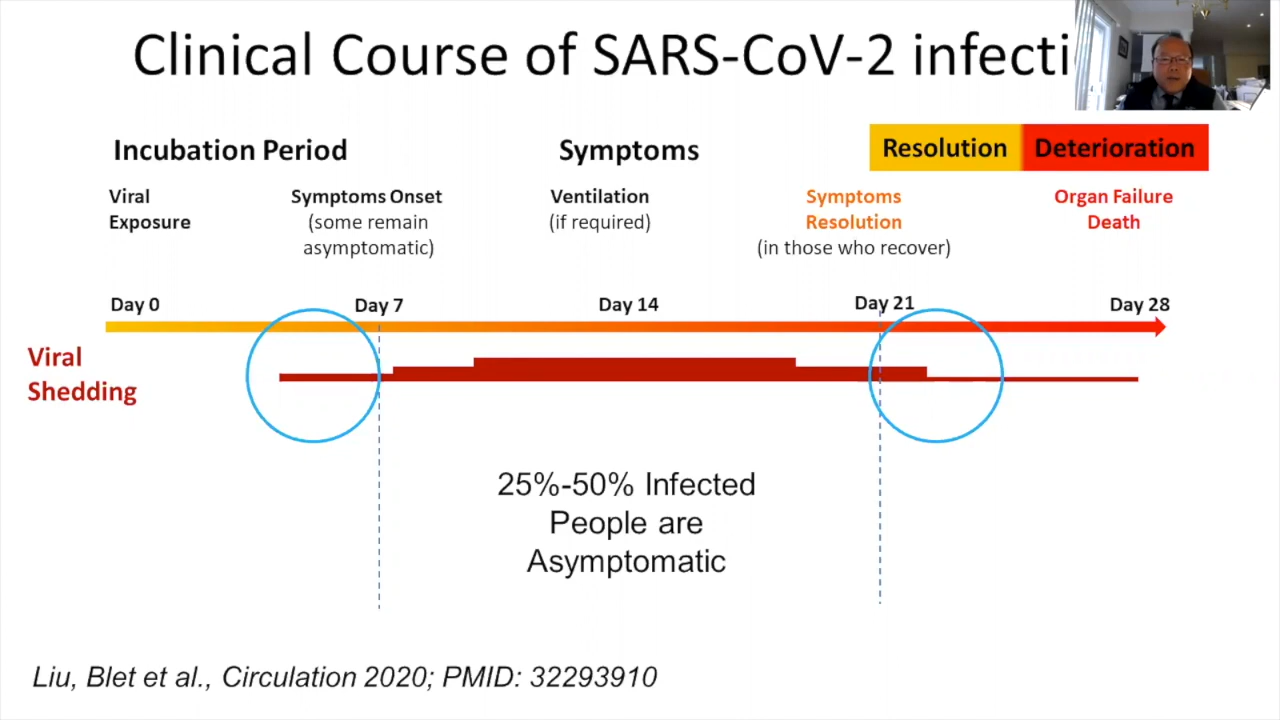 Clinical Course of SARS-CoV-2 infecti
Incubation Period
Symptoms
Resolution
Deterioration
Viral
Exposure
Symptoms Onset
(some remain
asymptomatic)
Ventilation
(if required)
Symptoms
Resolution
(in those who recover)
Organ Failure
Death
Day 0
Day 7
Day 14
Day 21
Day 28
Viral
Shedding
25%-50% Infected
People are
Asymptomatic
Liu, Blet et al., Circulation 2020; PMID: 32293910